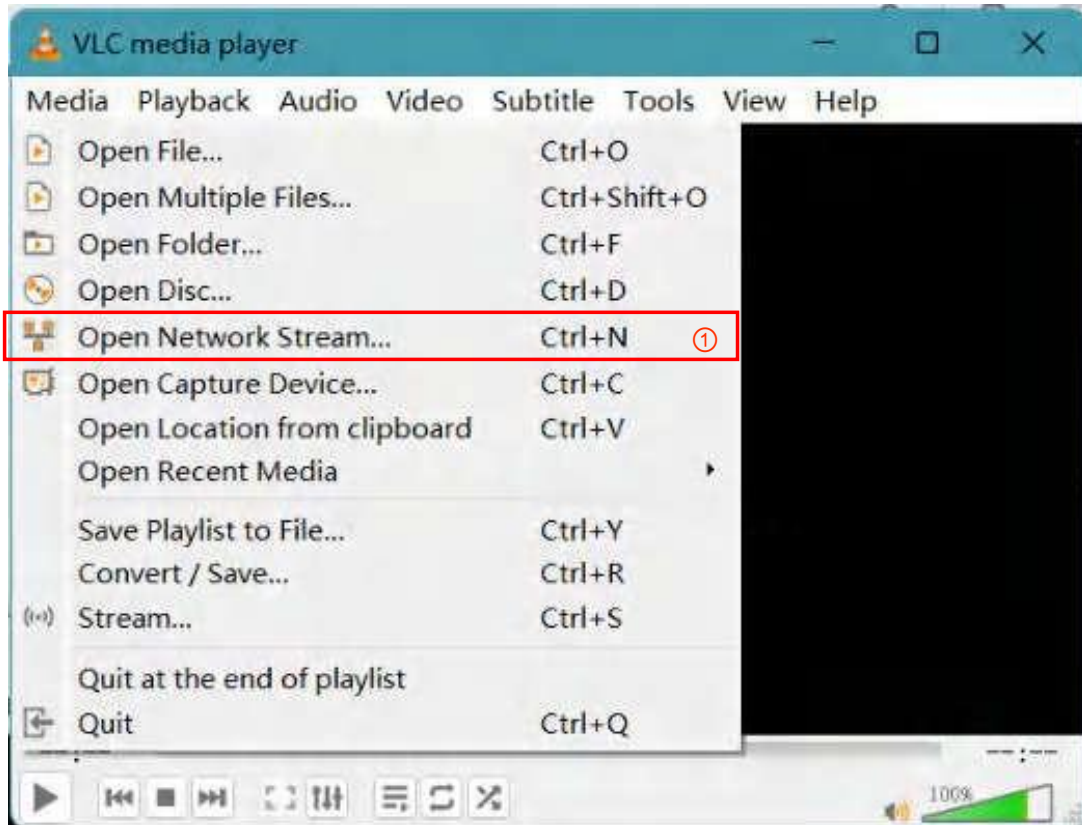 VLC media player
Media Playback Audio Video Subtitle Tools View Help
Open File... Ctrl+O
Open Multiple Files... Ctrl+Shift+O
Open Folder... Ctrl+F
Open Disc... Ctrl+D
Open Network Stream... Ctrl+N ①
Open Capture Device... Ctrl+C
Open Location from clipboard Ctrl+V
Open Recent Media
Save Playlist to File... Ctrl+Y
Convert / Save... Ctrl+R
Stream... Ctrl+S
Quit at the end of playlist
Quit Ctrl+Q
--:--
100%